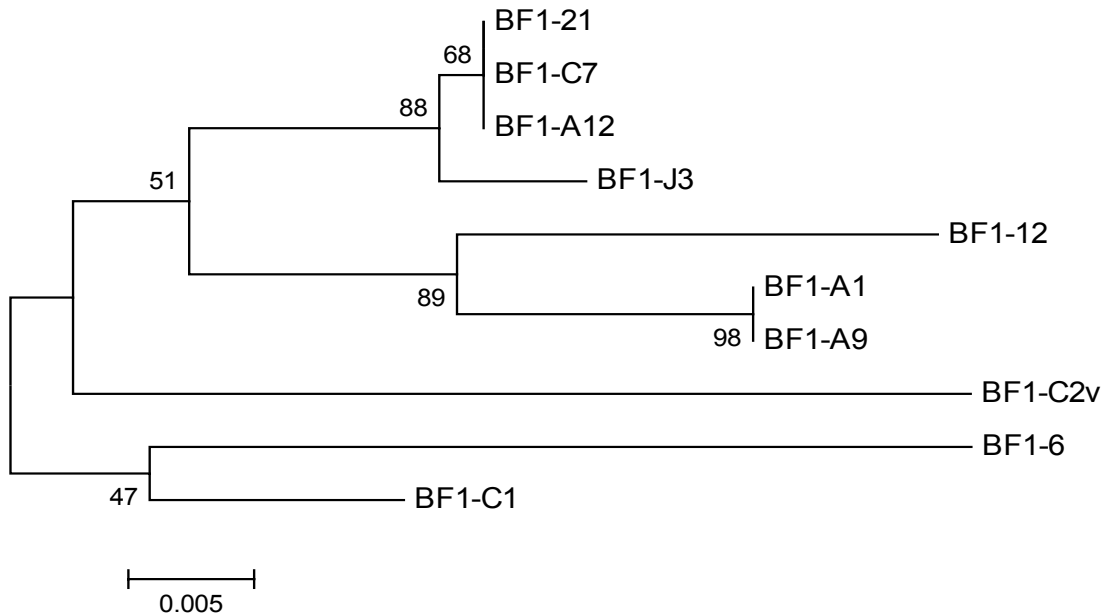 BF1-21
68
BF1-C7
88
BF1-A12
51
BF1-J3
BF1-12
BF1-A1
89
98
BF1-A9
BF1-C2v
BF1-6
47
BF1-C1
0.005